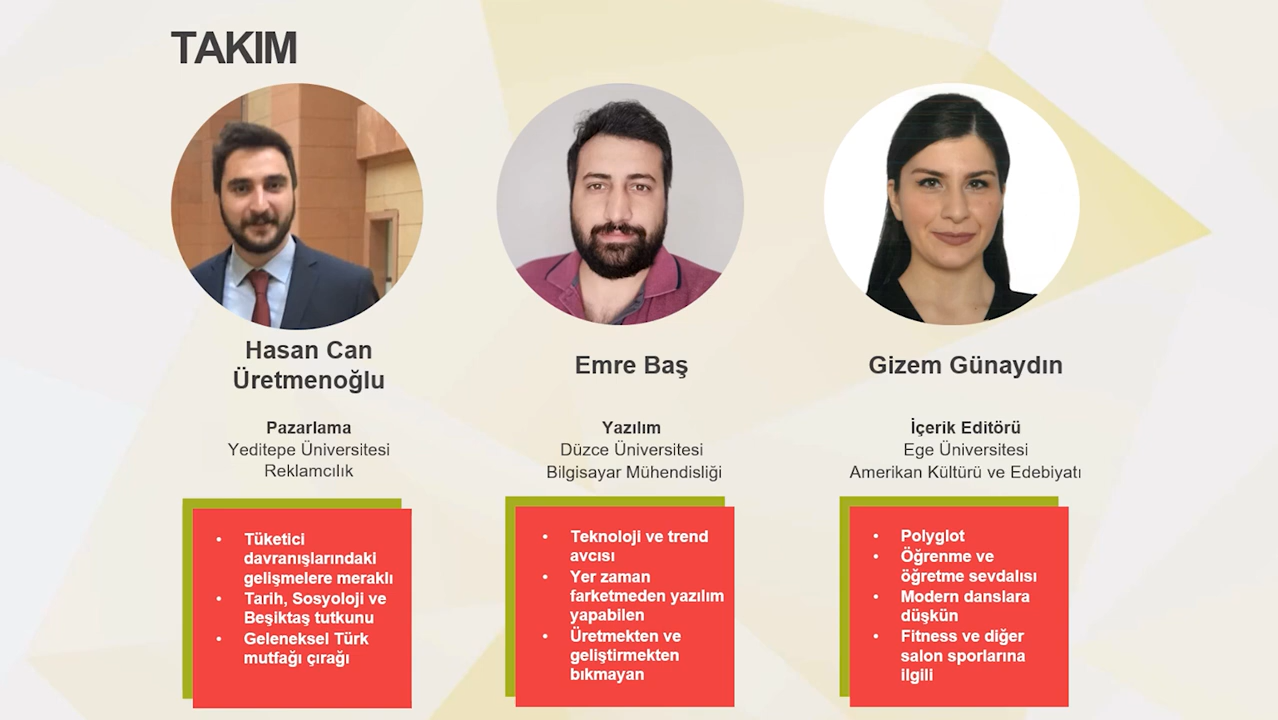 TAKIM
Hasan Can
Üretmenoğlu
Pazarlama
Yeditepe Üniversitesi
Reklamcılık
• Tüketici
davranışlarındaki
gelişmelere meraklı
• Tarih, Sosyoloji ve
Beşiktaş tutkunu
• Geleneksel Türk
mutfağı çırağı
Emre Baş
Yazılım
Düzce Üniversitesi
Bilgisayar Mühendisliği
• Teknoloji ve trend
avcısı
• Yer zaman
farketmeden yazılım
yapabilen
• Üretmekten ve
geliştirmekten
bıkmayan
Gizem Günaydın
İçerik Editörü
Ege Üniversitesi
Amerikan Kültürü ve Edebiyatı
• Polyglot
• Öğrenme ve
öğretme sevdalısı
• Modern danslara
düşkün
• Fitness ve diğer
salon sporlarına
ilgili